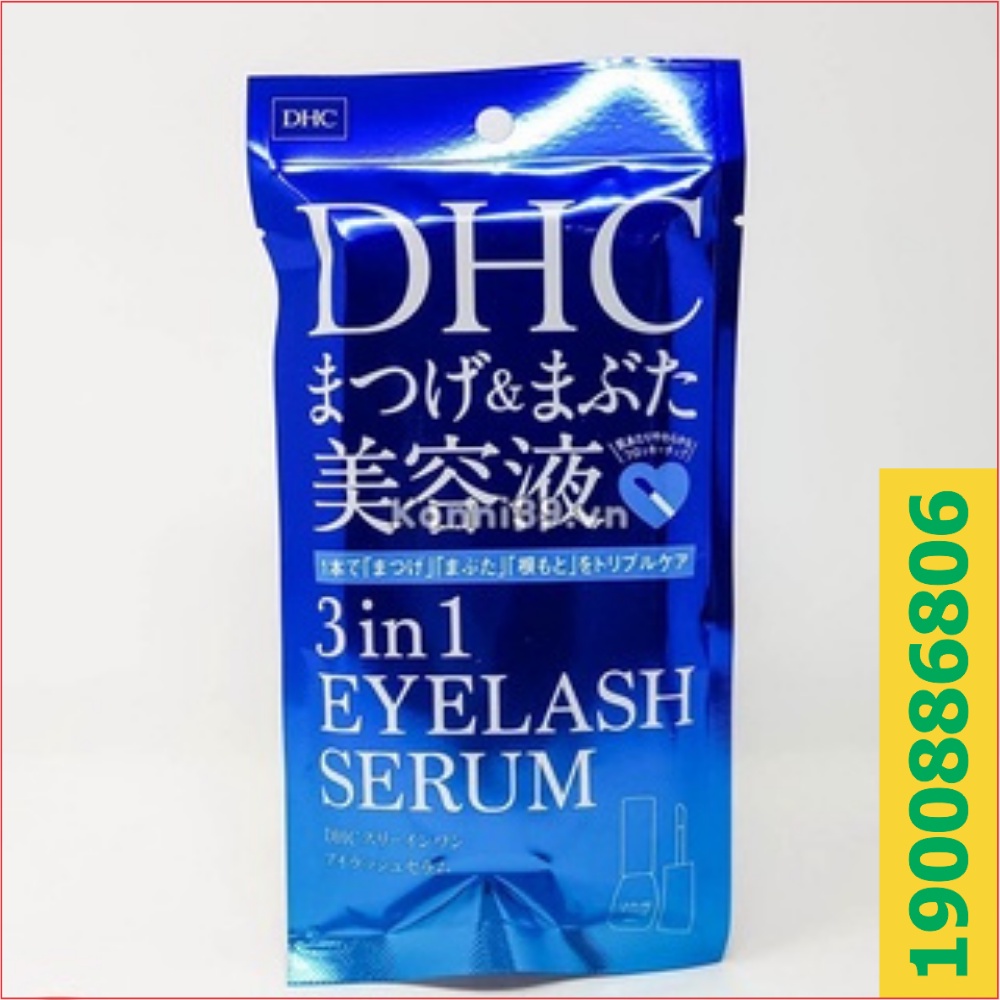 DHC
DHC
まつげ&まぶた
美容液
Konni39.vn
1本で「まつげ」「まぶた」「根もと」をトリプルケア
3 in 1
EYELASH
SERUM
DHC スリーインワン
アイラッシュセラム
1900886806